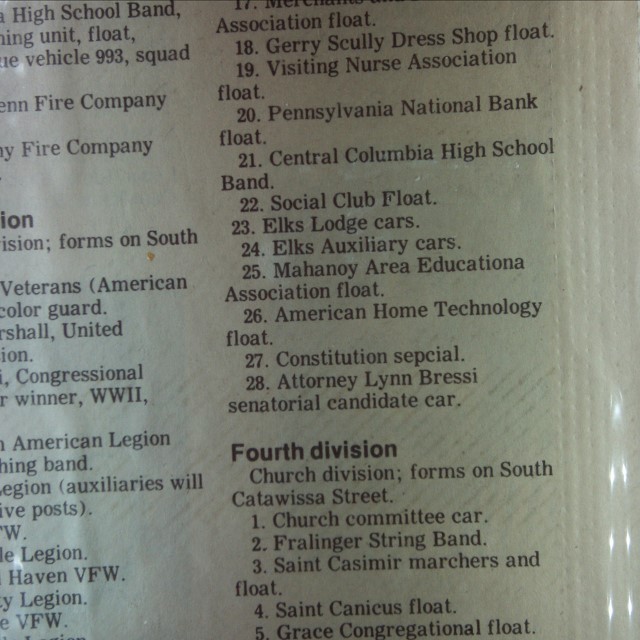 a High School Band,
hing unit, float,
ue vehicle 993, squad
enn Fire Company
y Fire Company
ion
ision; forms on South
Veterans (American
color guard.
rshall, United
ion.
i, Congressional
r winner, WWII,
n American Legion
hing band.
egion (auxiliaries will
ive posts).
FW.
le Legion.
l Haven VFW.
ty Legion.
e VFW.
Legion
17. Merchants and
Association float.
18. Gerry Scully Dress Shop float.
19. Visiting Nurse Association
float.
20. Pennsylvania National Bank
float.
21. Central Columbia High School
Band.
22. Social Club Float.
23. Elks Lodge cars.
24. Elks Auxiliary cars.
25. Mahanoy Area Educationa
Association float.
26. American Home Technology
float.
27. Constitution sepcial.
28. Attorney Lynn Bressi
senatorial candidate car.
Fourth division
Church division; forms on South
Catawissa Street.
1. Church committee car.
2. Fralinger String Band.
3. Saint Casimir marchers and
float.
4. Saint Canicus float.
5. Grace Congregational float.